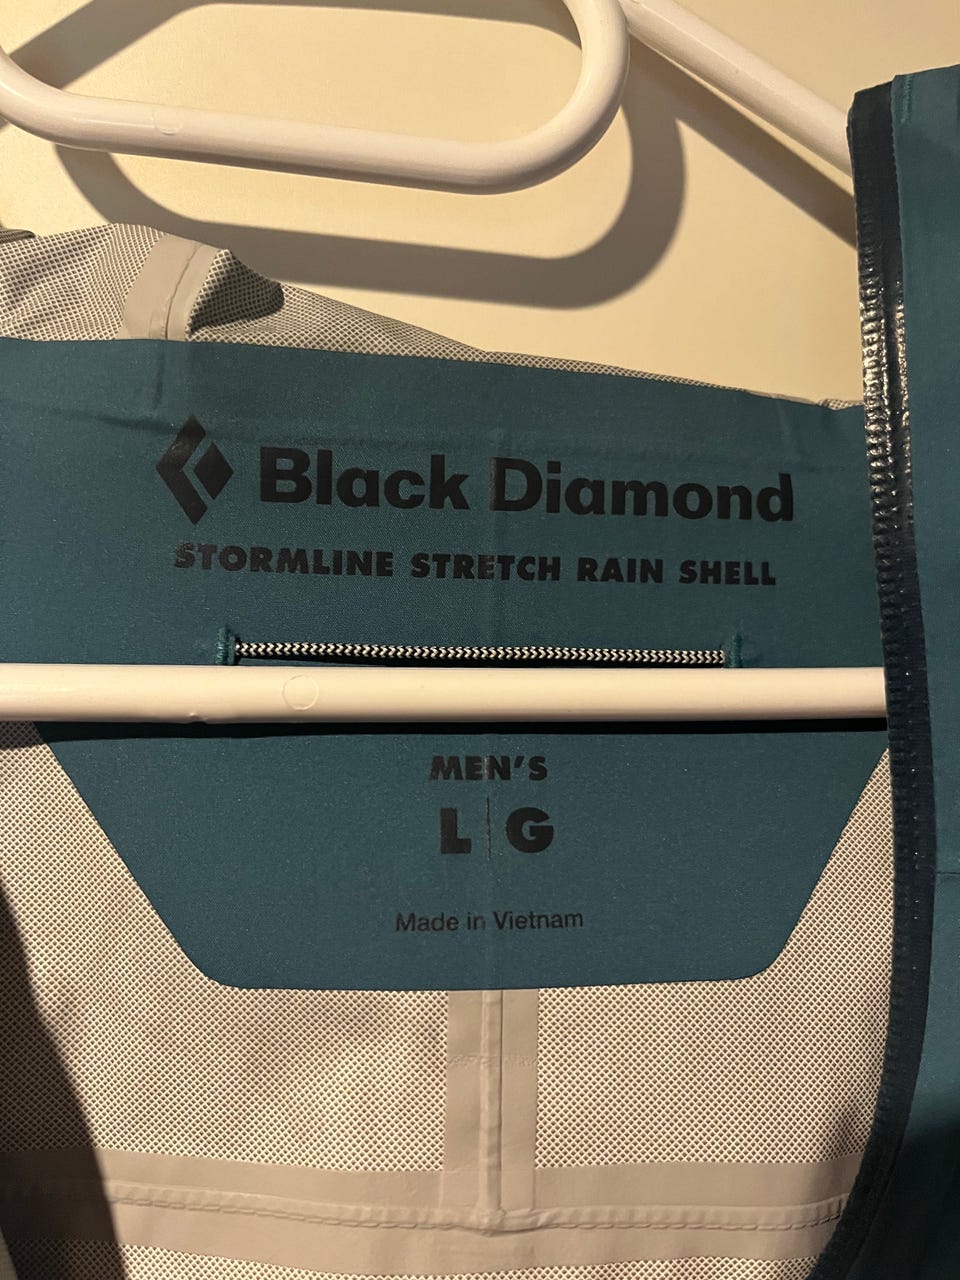 Black Diamond
STORMLINE STRETCH RAIN SHELL
MEN'S
L | G
Made in Vietnam